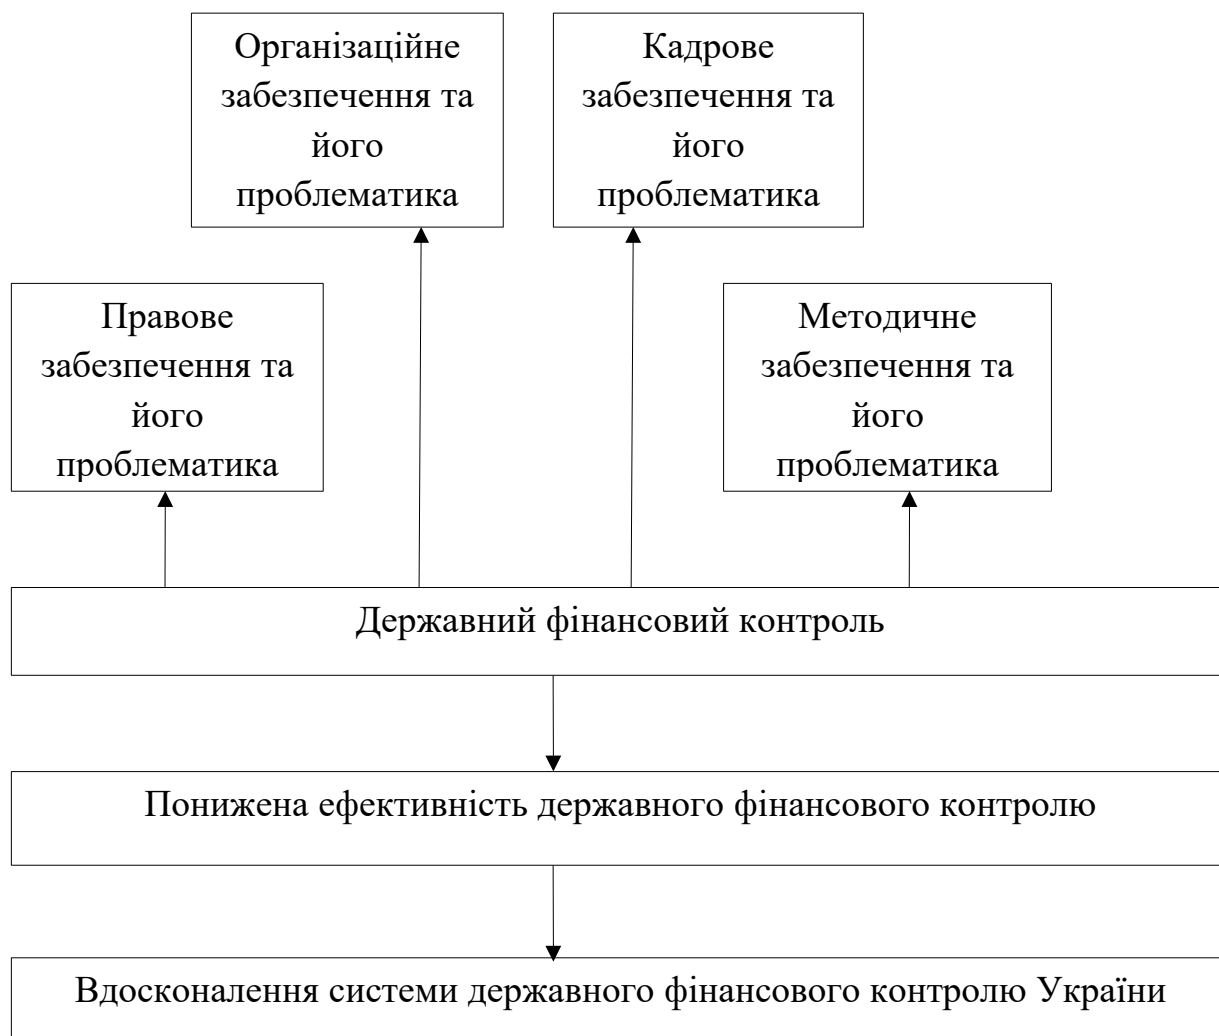 Організаційне
забезпечення та
його
проблематика
Кадрове
забезпечення та
його
проблематика
Правове
забезпечення та
його
проблематика
Методичне
забезпечення та
його
проблематика
Державний фінансовий контроль
Понижена ефективність державного фінансового контролю
Вдосконалення системи державного фінансового контролю України